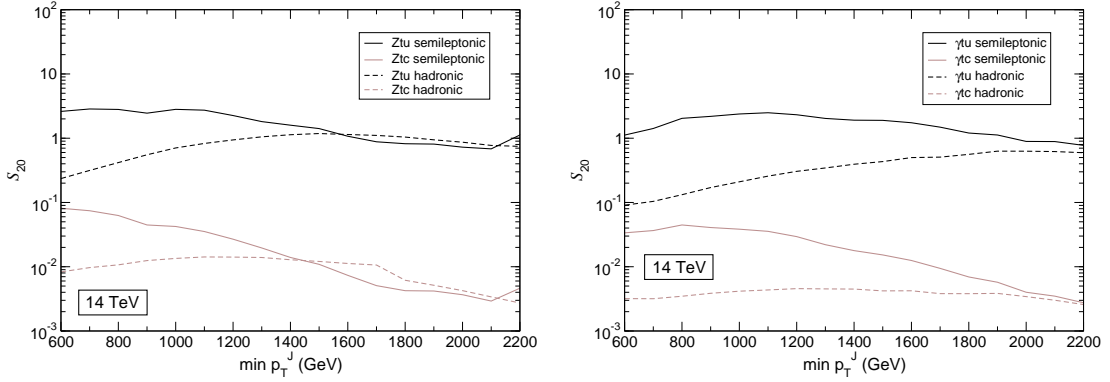 10^2
10^1
1
10^-1
10^-2
10^-3
S_20
Ztu semileptonic
Ztc semileptonic
Ztu hadronic
Ztc hadronic
14 TeV
600 800 1000 1200 1400 1600 1800 2000 2200
min p_T^J (GeV)
10^2
10^1
1
10^-1
10^-2
10^-3
S_20
γtu semileptonic
γtc semileptonic
γtu hadronic
γtc hadronic
14 TeV
600 800 1000 1200 1400 1600 1800 2000 2200
min p_T^J (GeV)